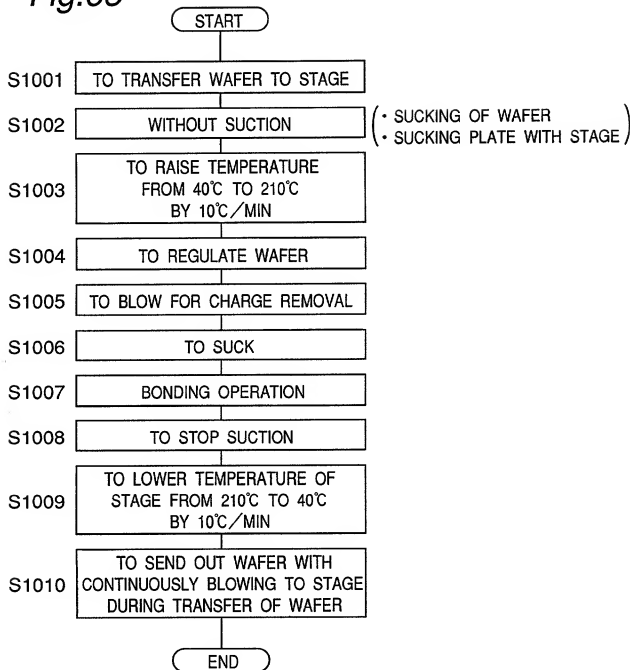 START
S1001 TO TRANSFER WAFER TO STAGE
S1002 WITHOUT SUCTION
· SUCKING OF WAFER
· SUCKING PLATE WITH STAGE
S1003 TO RAISE TEMPERATURE
FROM 40℃ TO 210℃
BY 10℃/MIN
S1004 TO REGULATE WAFER
S1005 TO BLOW FOR CHARGE REMOVAL
S1006 TO SUCK
S1007 BONDING OPERATION
S1008 TO STOP SUCTION
S1009 TO LOWER TEMPERATURE OF
STAGE FROM 210℃ TO 40℃
BY 10℃/MIN
S1010 TO SEND OUT WAFER WITH
CONTINUOUSLY BLOWING TO STAGE
DURING TRANSFER OF WAFER
END